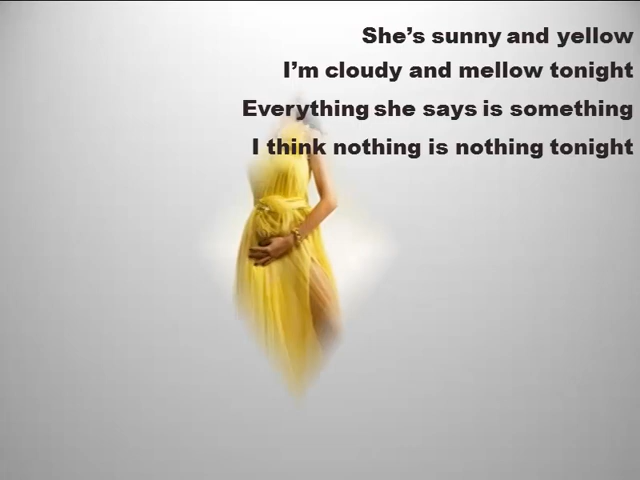 She’s sunny and yellow
I’m cloudy and mellow tonight
Everything she says is something
I think nothing is nothing tonight